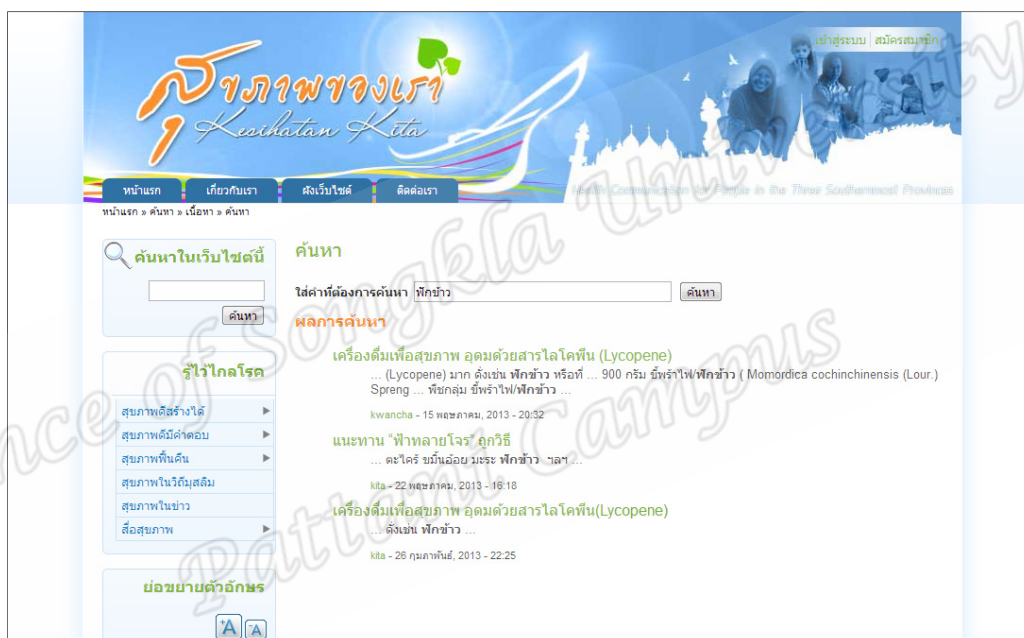 เข้าสู่ระบบ | สมัครสมาชิก
สุขภาพของเรา
Kesihatan Kita
หน้าแรก เกี่ยวกับเรา ผังเว็บไซต์ ติดต่อเรา
Health Communication for People in the Three Southernmost Provinces
หน้าแรก » ค้นหา » เนื้อหา » ค้นหา
ค้นหาในเว็บไซต์นี้
ค้นหา
รู้ไว้ไกลโรค
สุขภาพดีสร้างได้
สุขภาพดีมีคำตอบ
สุขภาพฟื้นคืน
สุขภาพในวิถีมุสลิม
สุขภาพในข่าว
สื่อสุขภาพ
ย่อขยายตัวอักษร
+A -A
ค้นหา
ใส่คำที่ต้องการค้นหา ฟักข้าว ค้นหา
ผลการค้นหา
เครื่องดื่มเพื่อสุขภาพ อุดมด้วยสารไลโคพีน (Lycopene)
... (Lycopene) มาก ดั่งเช่น ฟักข้าว หรือที่ ... 900 กรัม ขี้พร้าไฟ/ฟักข้าว ( Momordica cochinchinensis (Lour.)
Spreng ... พืชกลุ่ม ขี้พร้าไฟ/ฟักข้าว ...
kwancha - 15 พฤษภาคม, 2013 - 20:32
แนะทาน “ฟ้าทลายโจร” ถูกวิธี
... ตะไคร้ ขมิ้นอ้อย มะระ ฟักข้าว ฯลฯ ...
kita - 22 พฤษภาคม, 2013 - 16:18
เครื่องดื่มเพื่อสุขภาพ อุดมด้วยสารไลโคพีน(Lycopene)
... ดั่งเช่น ฟักข้าว ...
kita - 26 กุมภาพันธ์, 2013 - 22:25
nce of Songkla University
Pattani Campus